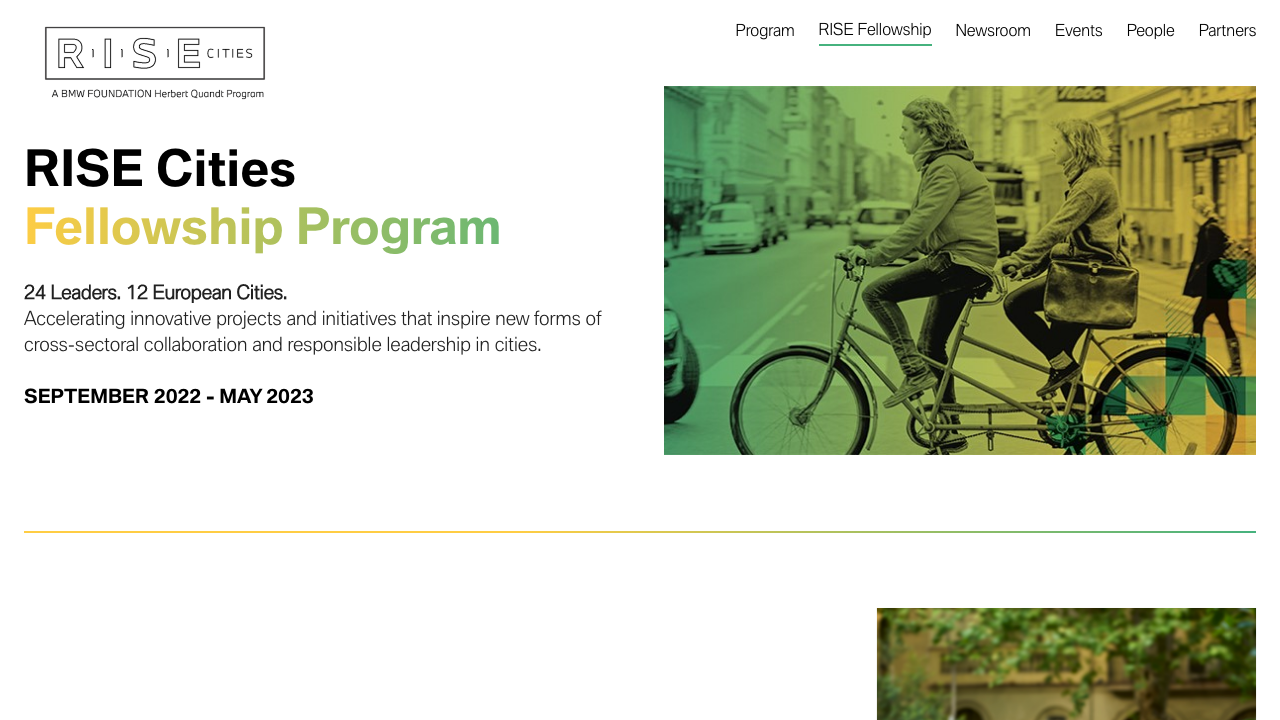 R I S E CITIES
A BMW FOUNDATION Herbert Quandt Program
Program
RISE Fellowship
Newsroom
Events
People
Partners
RISE Cities
Fellowship Program
24 Leaders. 12 European Cities.
Accelerating innovative projects and initiatives that inspire new forms of
cross-sectoral collaboration and responsible leadership in cities.
SEPTEMBER 2022 - MAY 2023